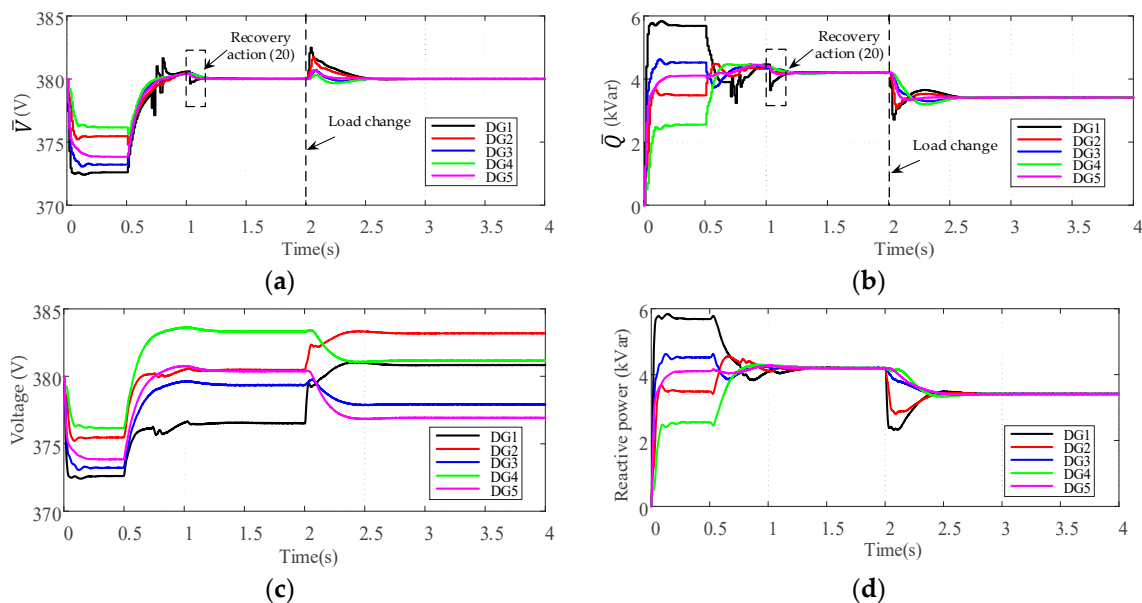 385
380
375
370
V̄ (V)
Recovery
action (20)
Load change
DG1
DG2
DG3
DG4
DG5
0 0.5 1 1.5 2 2.5 3 3.5 4
Time(s)
(a)
6
4
2
0
Q̄ (kVar)
Recovery
action (20)
Load change
DG1
DG2
DG3
DG4
DG5
0 0.5 1 1.5 2 2.5 3 3.5 4
Time(s)
(b)
385
380
375
370
Voltage (V)
DG1
DG2
DG3
DG4
DG5
0 0.5 1 1.5 2 2.5 3 3.5 4
Time(s)
(c)
6
4
2
0
Reactive power (kVar)
DG1
DG2
DG3
DG4
DG5
0 0.5 1 1.5 2 2.5 3 3.5 4
Time(s)
(d)